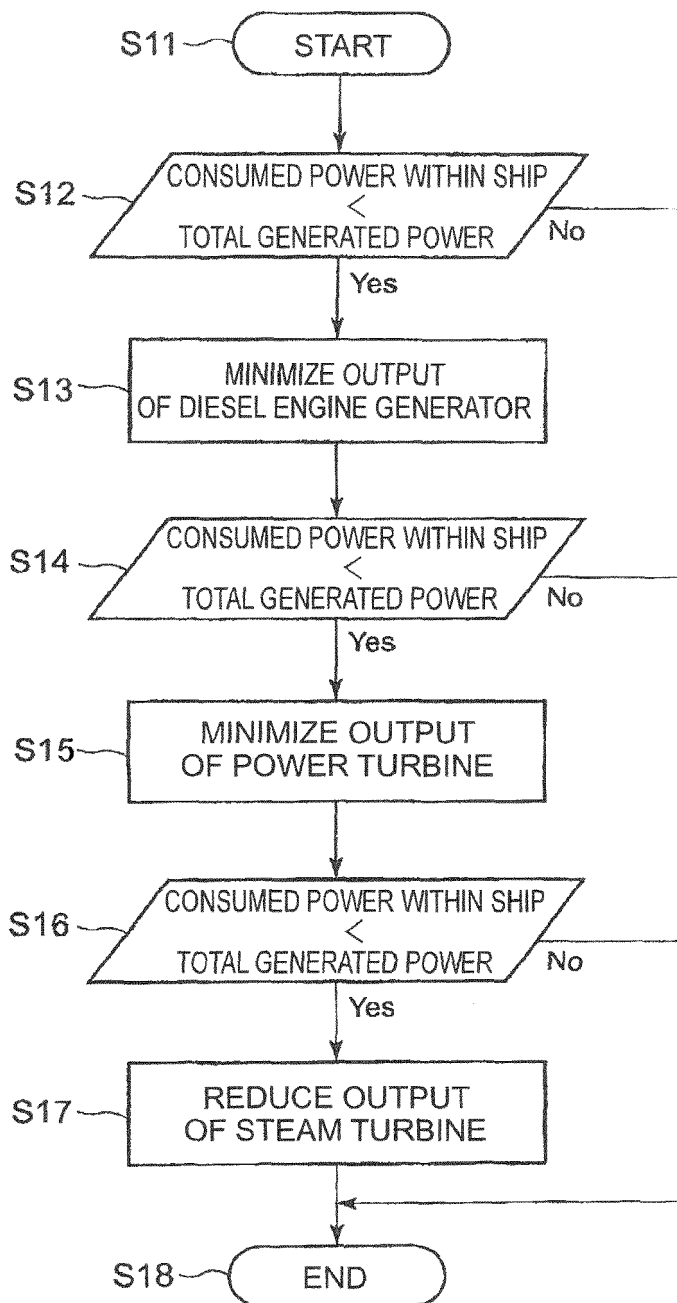 S11
START
S12
CONSUMED POWER WITHIN SHIP
<
TOTAL GENERATED POWER
No
Yes
S13
MINIMIZE OUTPUT
OF DIESEL ENGINE GENERATOR
S14
CONSUMED POWER WITHIN SHIP
<
TOTAL GENERATED POWER
No
Yes
S15
MINIMIZE OUTPUT
OF POWER TURBINE
S16
CONSUMED POWER WITHIN SHIP
<
TOTAL GENERATED POWER
No
Yes
S17
REDUCE OUTPUT
OF STEAM TURBINE
S18
END